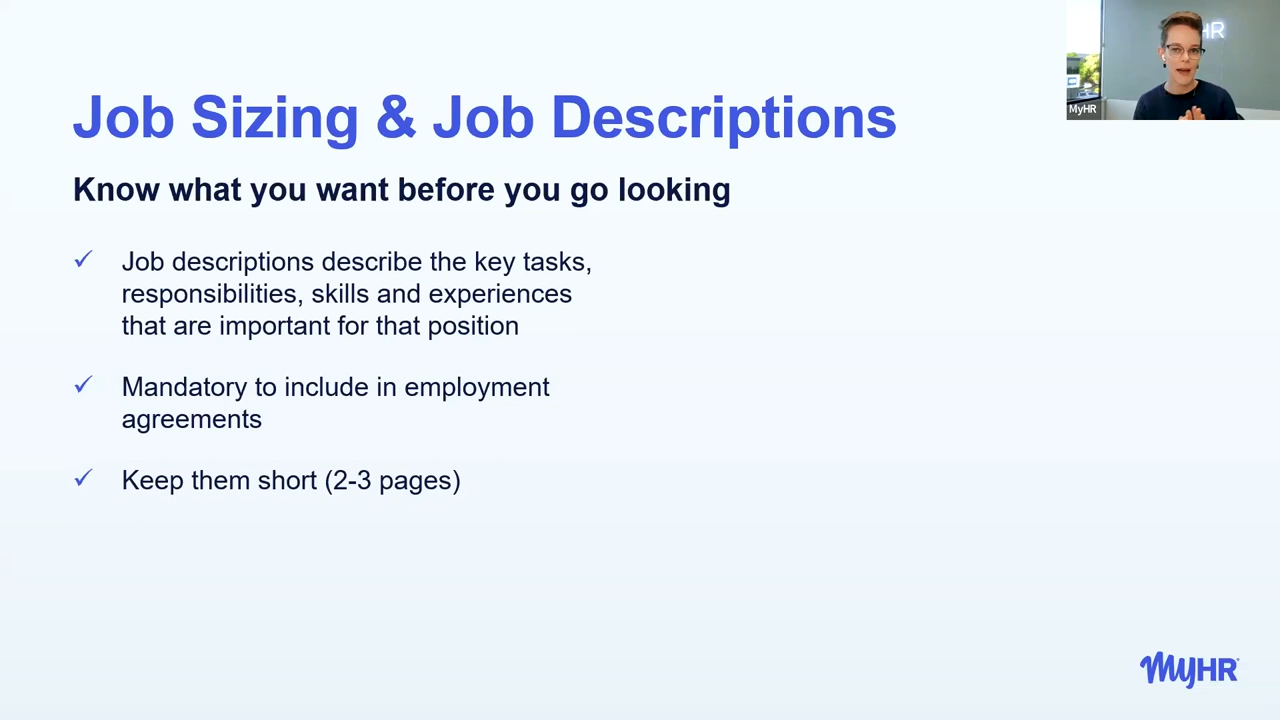 HR
MyHR
Job Sizing & Job Descriptions
Know what you want before you go looking
✓ Job descriptions describe the key tasks,
responsibilities, skills and experiences
that are important for that position
✓ Mandatory to include in employment
agreements
✓ Keep them short (2-3 pages)
MyHR